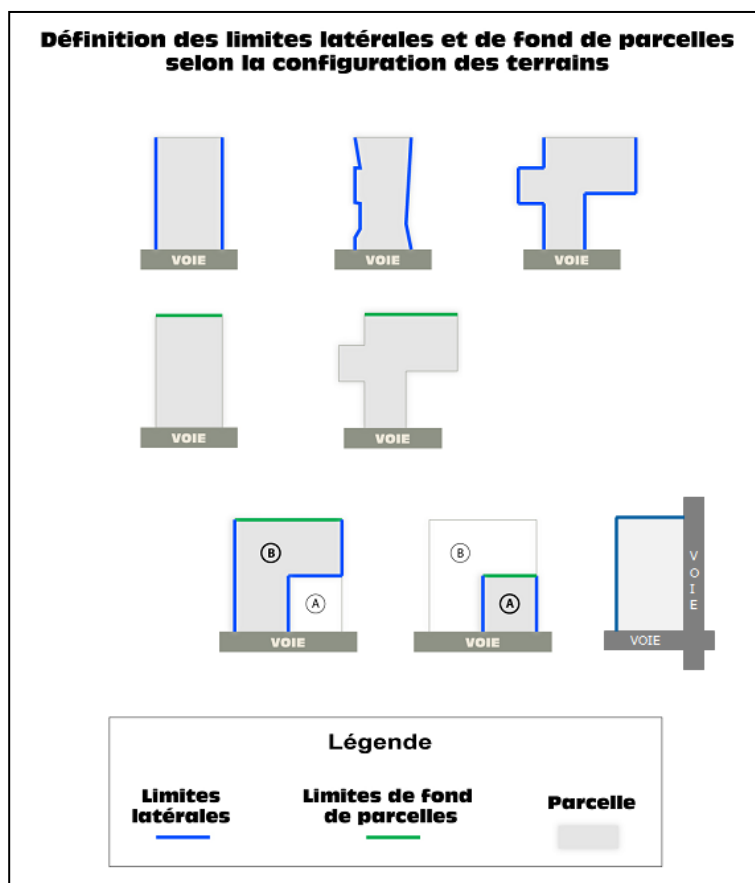 Définition des limites latérales et de fond de parcelles
selon la configuration des terrains
VOIE
VOIE
VOIE
VOIE
VOIE
B
A
VOIE
B
A
VOIE
VOIE
VOIE
Légende
Limites
latérales
Limites de fond
de parcelles
Parcelle